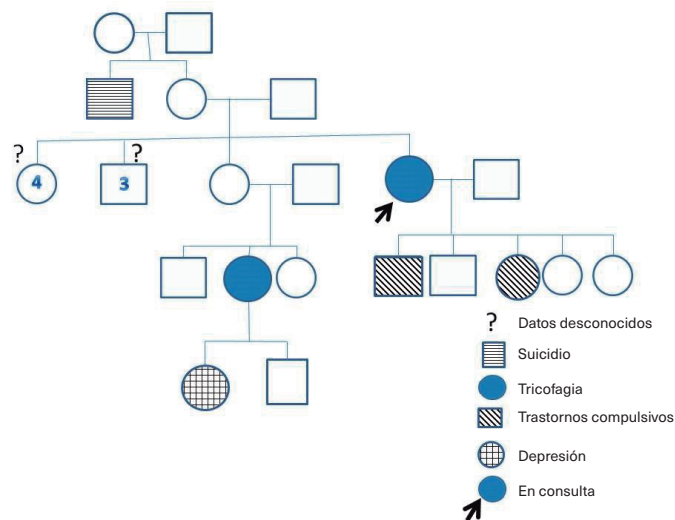 ? ?
4 3
? Datos desconocidos
Suicidio
Tricofagia
Trastornos compulsivos
Depresión
En consulta